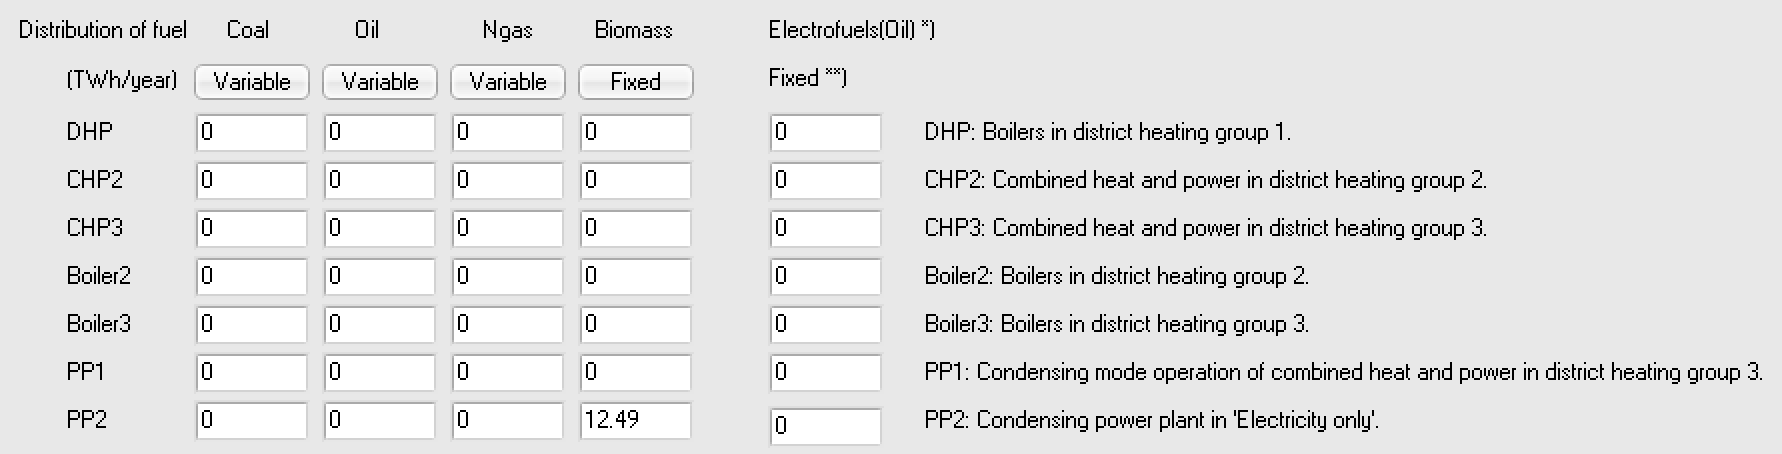 Distribution of fuel Coal Oil Ngas Biomass Electrofuels(Oil) *)
(TWh/year) Variable Variable Variable Fixed Fixed **)
DHP 0 0 0 0 0 DHP: Boilers in district heating group 1.
CHP2 0 0 0 0 0 CHP2: Combined heat and power in district heating group 2.
CHP3 0 0 0 0 0 CHP3: Combined heat and power in district heating group 3.
Boiler2 0 0 0 0 0 Boiler2: Boilers in district heating group 2.
Boiler3 0 0 0 0 0 Boiler3: Boilers in district heating group 3.
PP1 0 0 0 0 0 PP1: Condensing mode operation of combined heat and power in district heating group 3.
PP2 0 0 0 12.49 0 PP2: Condensing power plant in 'Electricity only'.